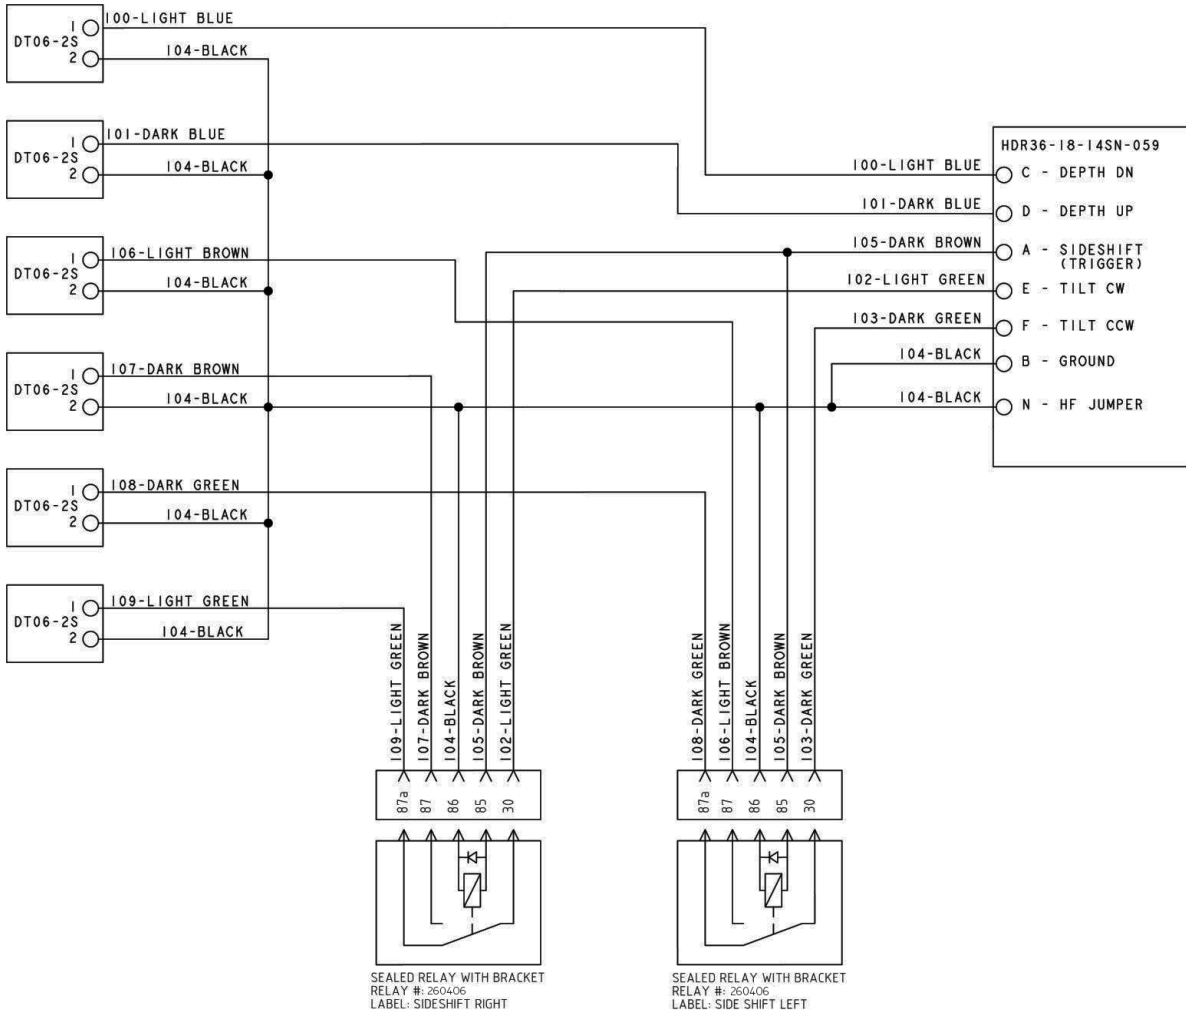 1
100-LIGHT BLUE
DT06-2S
2
104-BLACK
1
101-DARK BLUE
DT06-2S
2
104-BLACK
1
106-LIGHT BROWN
DT06-2S
2
104-BLACK
1
107-DARK BROWN
DT06-2S
2
104-BLACK
1
108-DARK GREEN
DT06-2S
2
104-BLACK
1
109-LIGHT GREEN
DT06-2S
2
104-BLACK
HDR36-18-14SN-059
100-LIGHT BLUE
C - DEPTH DN
101-DARK BLUE
D - DEPTH UP
105-DARK BROWN
A - SIDESHIFT
(TRIGGER)
102-LIGHT GREEN
E - TILT CW
103-DARK GREEN
F - TILT CCW
104-BLACK
B - GROUND
104-BLACK
N - HF JUMPER
109-LIGHT GREEN
107-DARK BROWN
104-BLACK
105-DARK BROWN
102-LIGHT GREEN
87a
87
86
85
30
SEALED RELAY WITH BRACKET
RELAY #: 260406
LABEL: SIDESHIFT RIGHT
108-DARK GREEN
106-LIGHT BROWN
104-BLACK
105-DARK BROWN
103-DARK GREEN
87a
87
86
85
30
SEALED RELAY WITH BRACKET
RELAY #: 260406
LABEL: SIDE SHIFT LEFT